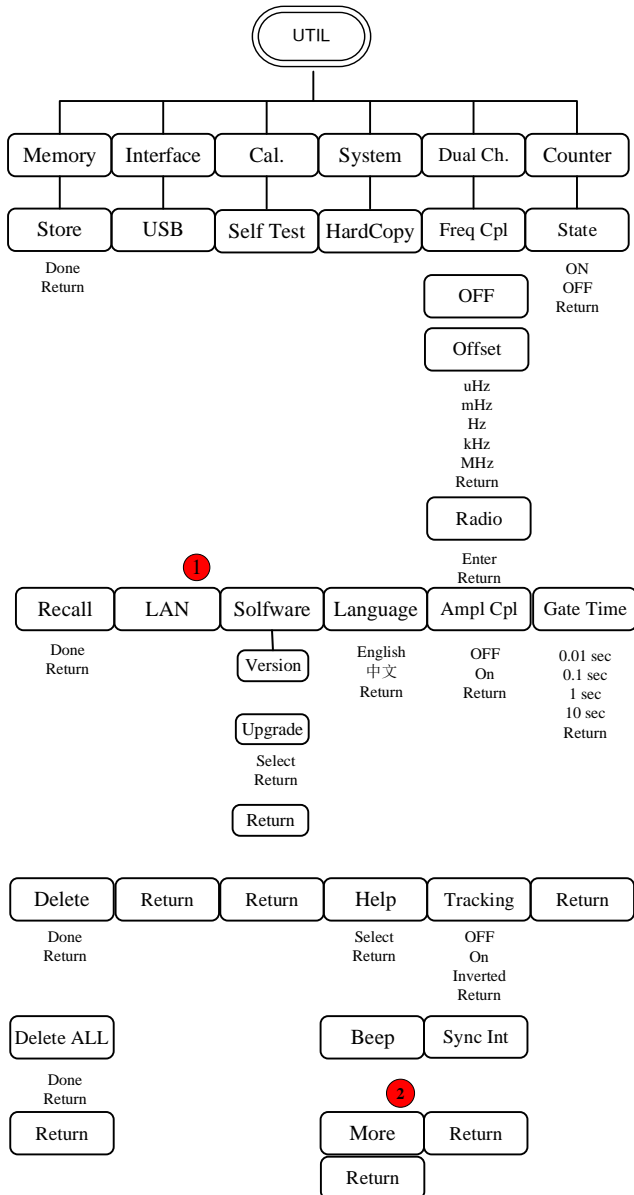 UTIL
Memory
Interface
Cal.
System
Dual Ch.
Counter
Store
USB
Self Test
HardCopy
Freq Cpl
State
Done
Return
ON
OFF
Return
OFF
Offset
uHz
mHz
Hz
kHz
MHz
Return
Radio
Enter
Return
1
Recall
LAN
Solfware
Language
Ampl Cpl
Gate Time
Done
Return
Version
Upgrade
Select
Return
Return
English
中文
Return
OFF
On
Return
0.01 sec
0.1 sec
1 sec
10 sec
Return
Delete
Return
Return
Help
Tracking
Return
Done
Return
Select
Return
OFF
On
Inverted
Return
Delete ALL
Beep
Sync Int
Done
Return
2
Return
More
Return
Return